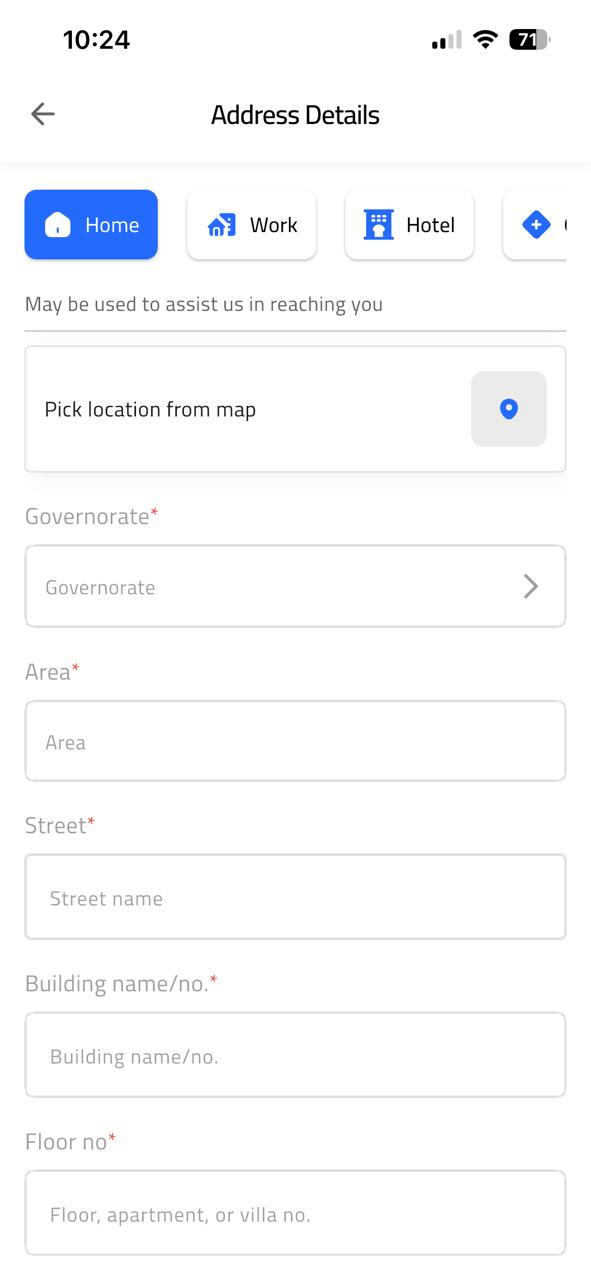 10:24
71
Address Details
Home
Work
Hotel
May be used to assist us in reaching you
Pick location from map
Governorate*
Governorate
Area*
Area
Street*
Street name
Building name/no.*
Building name/no.
Floor no*
Floor, apartment, or villa no.